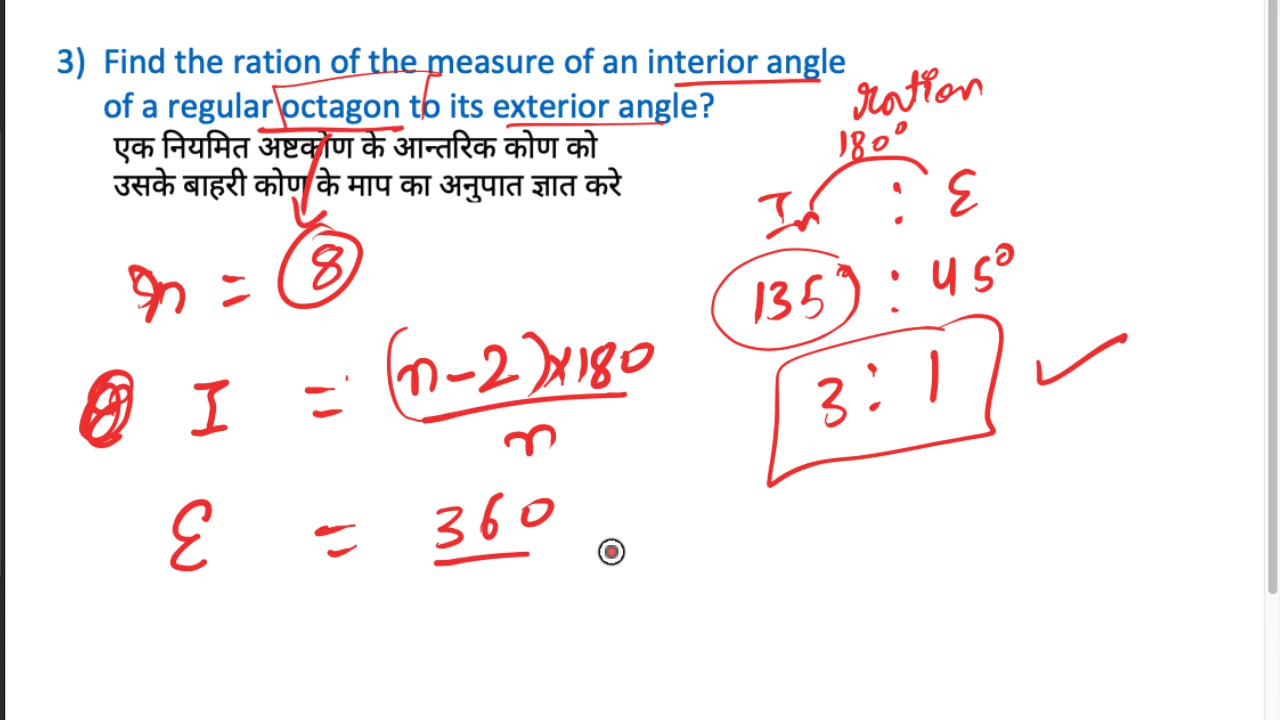 3) Find the ration of the measure of an interior angle
of a regular octagon to its exterior angle?
एक नियमित अष्टकोण के आन्तरिक कोण को
उसके बाहरी कोण के माप का अनुपात ज्ञात करे
ration
180°
In : E
135° : 45°
3 : 1
n = 8
I = (n-2)×180
n
E = 360